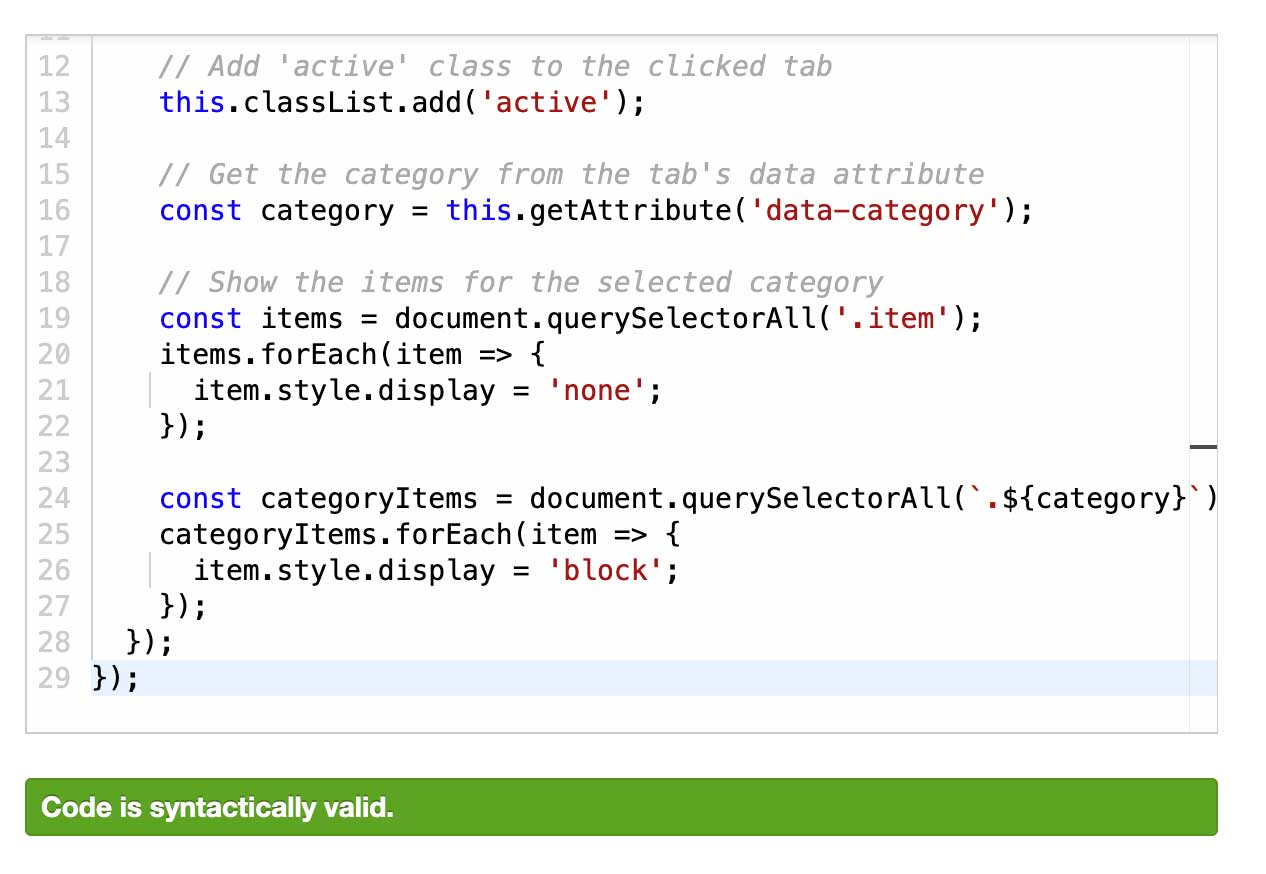 12 // Add 'active' class to the clicked tab
13 this.classList.add('active');
14
15 // Get the category from the tab's data attribute
16 const category = this.getAttribute('data-category');
17
18 // Show the items for the selected category
19 const items = document.querySelectorAll('.item');
20 items.forEach(item => {
21 item.style.display = 'none';
22 });
23
24 const categoryItems = document.querySelectorAll(`.${category}`)
25 categoryItems.forEach(item => {
26 item.style.display = 'block';
27 });
28 });
29 });
Code is syntactically valid.